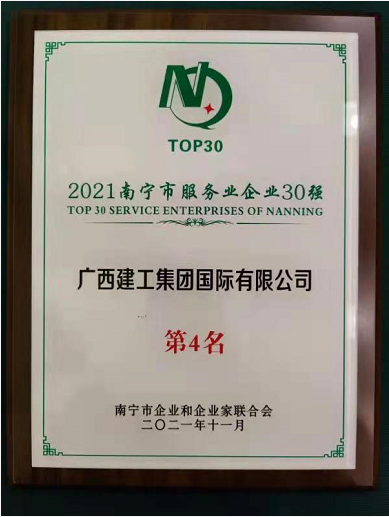 TOP30
2021南宁市服务业企业30强
TOP 30 SERVICE ENTERPRISES OF NANNING
广西建工集团国际有限公司
第4名
南宁市企业和企业家联合会
二〇二一年十一月